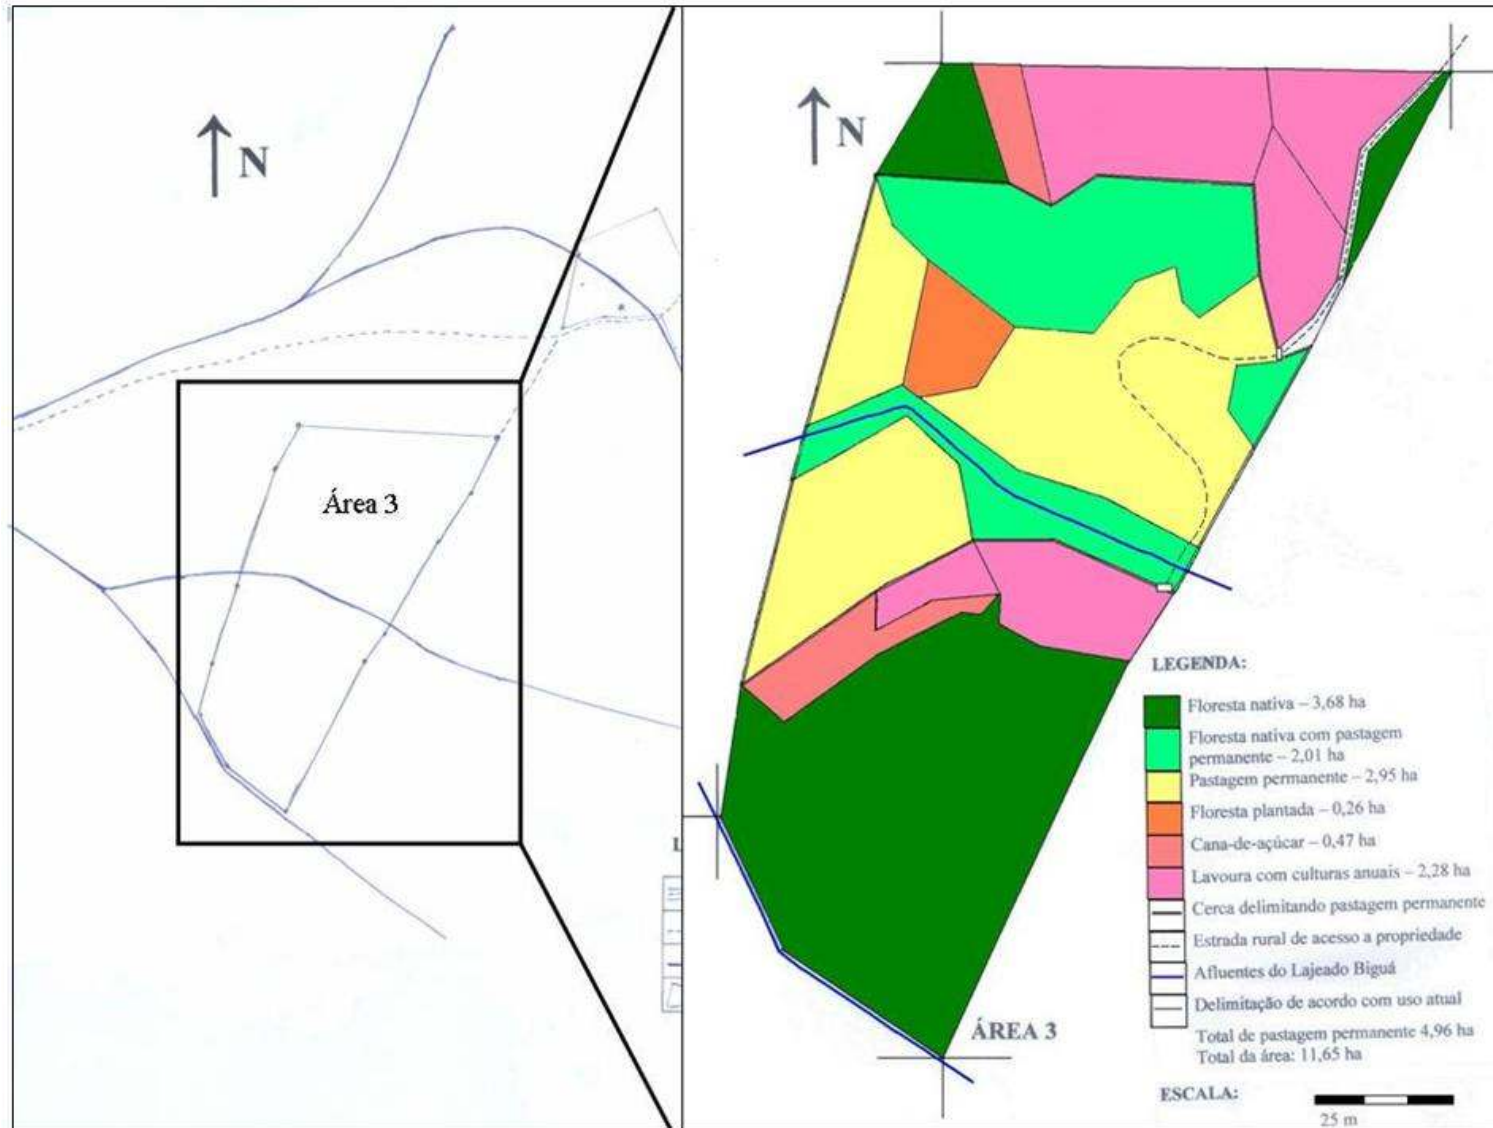 N
Área 3
L
N
LEGENDA:
Floresta nativa – 3,68 ha
Floresta nativa com pastagem
permanente – 2,01 ha
Pastagem permanente – 2,95 ha
Floresta plantada – 0,26 ha
Cana-de-açúcar – 0,47 ha
Lavoura com culturas anuais – 2,28 ha
Cerca delimitando pastagem permanente
Estrada rural de acesso a propriedade
Afluentes do Lajeado Biguá
Delimitação de acordo com uso atual
Total de pastagem permanente 4,96 ha
Total da área: 11,65 ha
ÁREA 3
ESCALA:
25 m